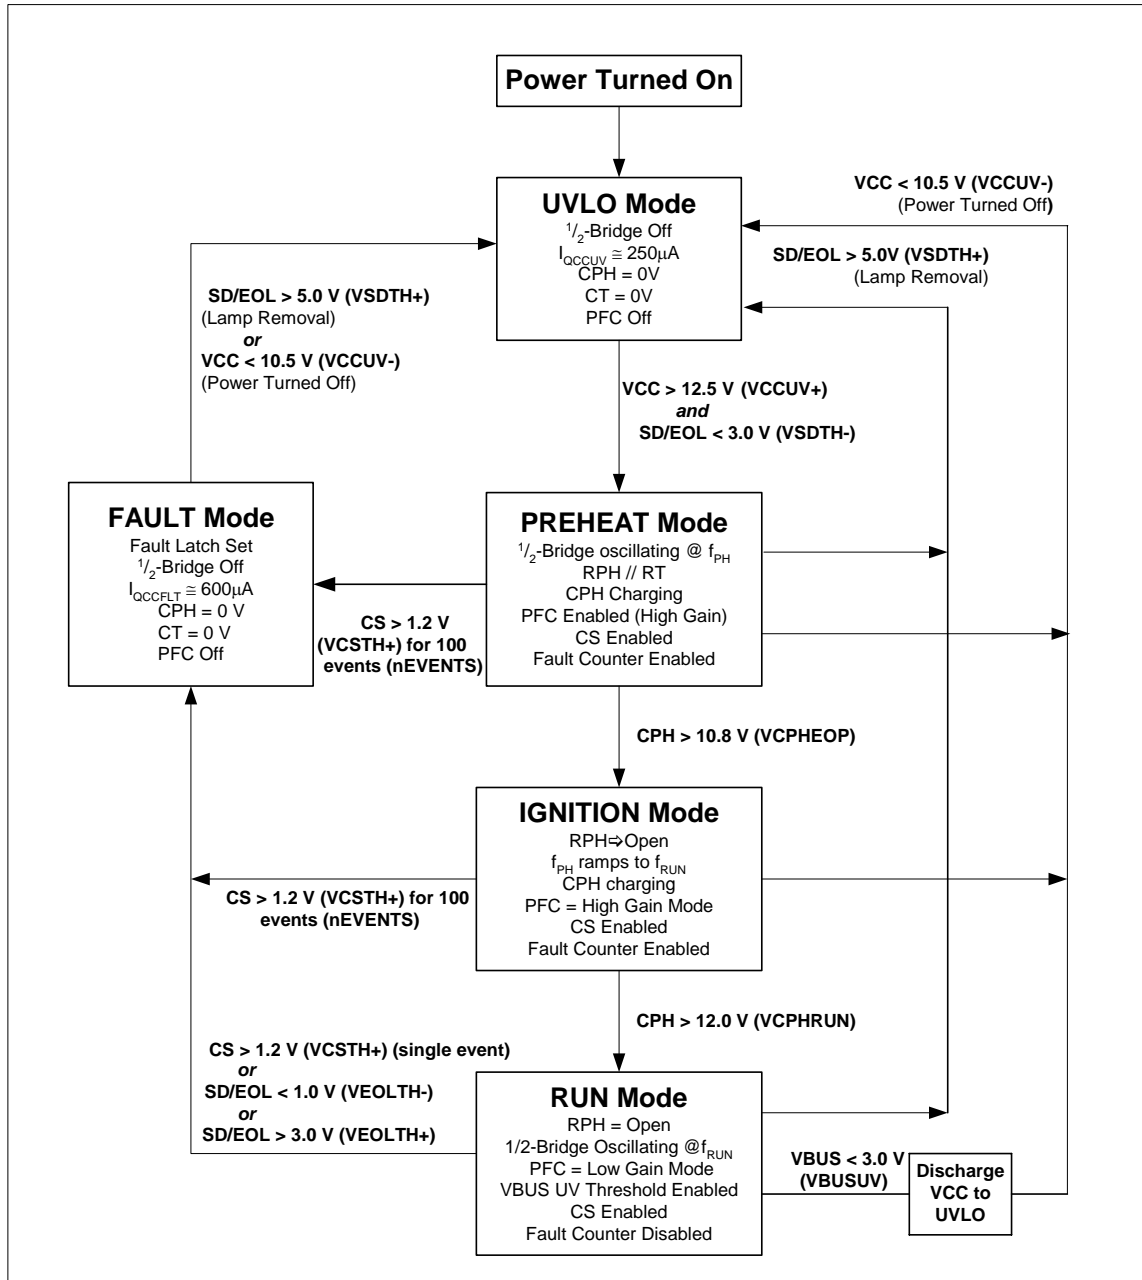 Power Turned On
UVLO Mode
1/2-Bridge Off
IQCCUV ≅ 250μA
CPH = 0V
CT = 0V
PFC Off
VCC < 10.5 V (VCCUV-)
(Power Turned Off)
SD/EOL > 5.0V (VSDTH+)
(Lamp Removal)
SD/EOL > 5.0 V (VSDTH+)
(Lamp Removal)
or
VCC < 10.5 V (VCCUV-)
(Power Turned Off)
VCC > 12.5 V (VCCUV+)
and
SD/EOL < 3.0 V (VSDTH-)
FAULT Mode
Fault Latch Set
1/2-Bridge Off
IQCCFLT ≅ 600μA
CPH = 0 V
CT = 0 V
PFC Off
PREHEAT Mode
1/2-Bridge oscillating @ fPH
RPH // RT
CPH Charging
PFC Enabled (High Gain)
CS Enabled
Fault Counter Enabled
CS > 1.2 V
(VCSTH+) for 100
events (nEVENTS)
CPH > 10.8 V (VCPHEOP)
IGNITION Mode
RPH⇨Open
fPH ramps to fRUN
CPH charging
PFC = High Gain Mode
CS Enabled
Fault Counter Enabled
CS > 1.2 V (VCSTH+) for 100
events (nEVENTS)
CPH > 12.0 V (VCPHRUN)
CS > 1.2 V (VCSTH+) (single event)
or
SD/EOL < 1.0 V (VEOLTH-)
or
SD/EOL > 3.0 V (VEOLTH+)
RUN Mode
RPH = Open
1/2-Bridge Oscillating @fRUN
PFC = Low Gain Mode
VBUS UV Threshold Enabled
CS Enabled
Fault Counter Disabled
VBUS < 3.0 V
(VBUSUV)
Discharge
VCC to
UVLO